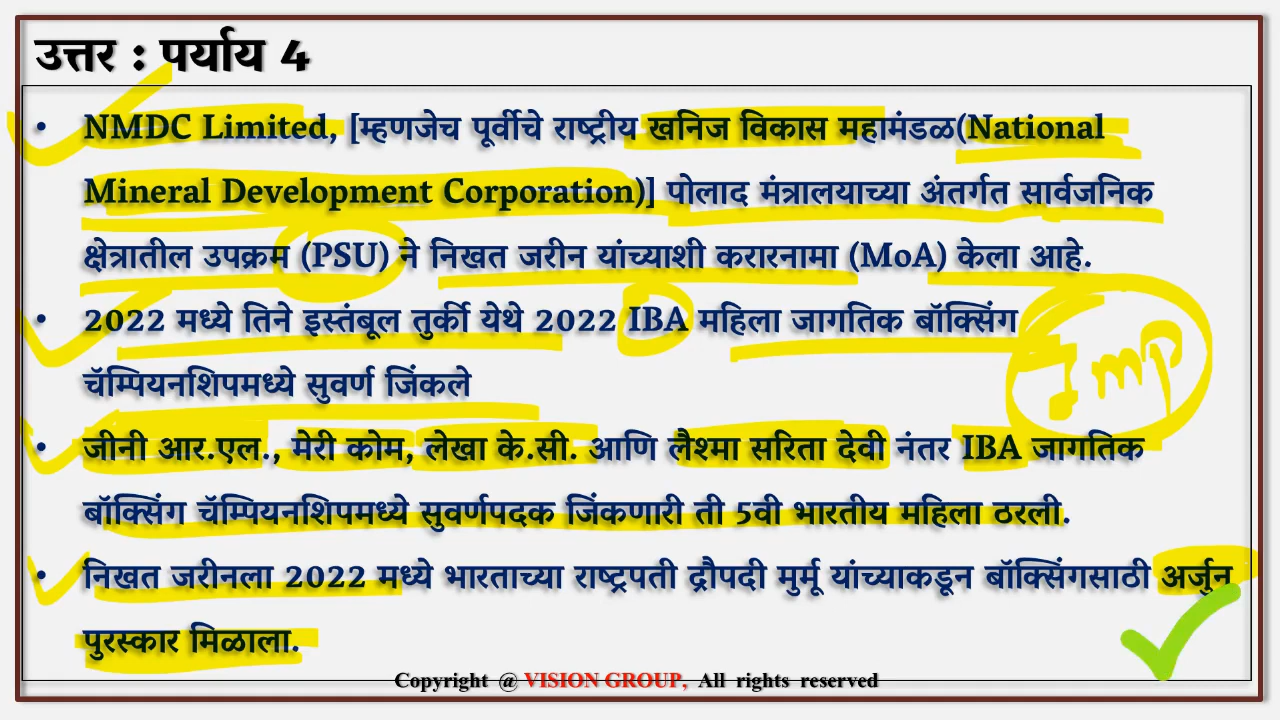 उत्तर : पर्याय 4
• NMDC Limited, [म्हणजेच पूर्वीचे राष्ट्रीय खनिज विकास महामंडळ(National
Mineral Development Corporation)] पोलाद मंत्रालयाच्या अंतर्गत सार्वजनिक
क्षेत्रातील उपक्रम (PSU) ने निखत जरीन यांच्याशी करारनामा (MoA) केला आहे.
• 2022 मध्ये तिने इस्तंबूल तुर्की येथे 2022 IBA महिला जागतिक बॉक्सिंग
चॅम्पियनशिपमध्ये सुवर्ण जिंकले
Imp
• जीनी आर.एल., मेरी कोम, लेखा के.सी. आणि लैश्मा सरिता देवी नंतर IBA जागतिक
बॉक्सिंग चॅम्पियनशिपमध्ये सुवर्णपदक जिंकणारी ती 5वी भारतीय महिला ठरली.
• निखत जरीनला 2022 मध्ये भारताच्या राष्ट्रपती द्रौपदी मुर्मू यांच्याकडून बॉक्सिंगसाठी अर्जुन
पुरस्कार मिळाला.
Copyright @ VISION GROUP, All rights reserved